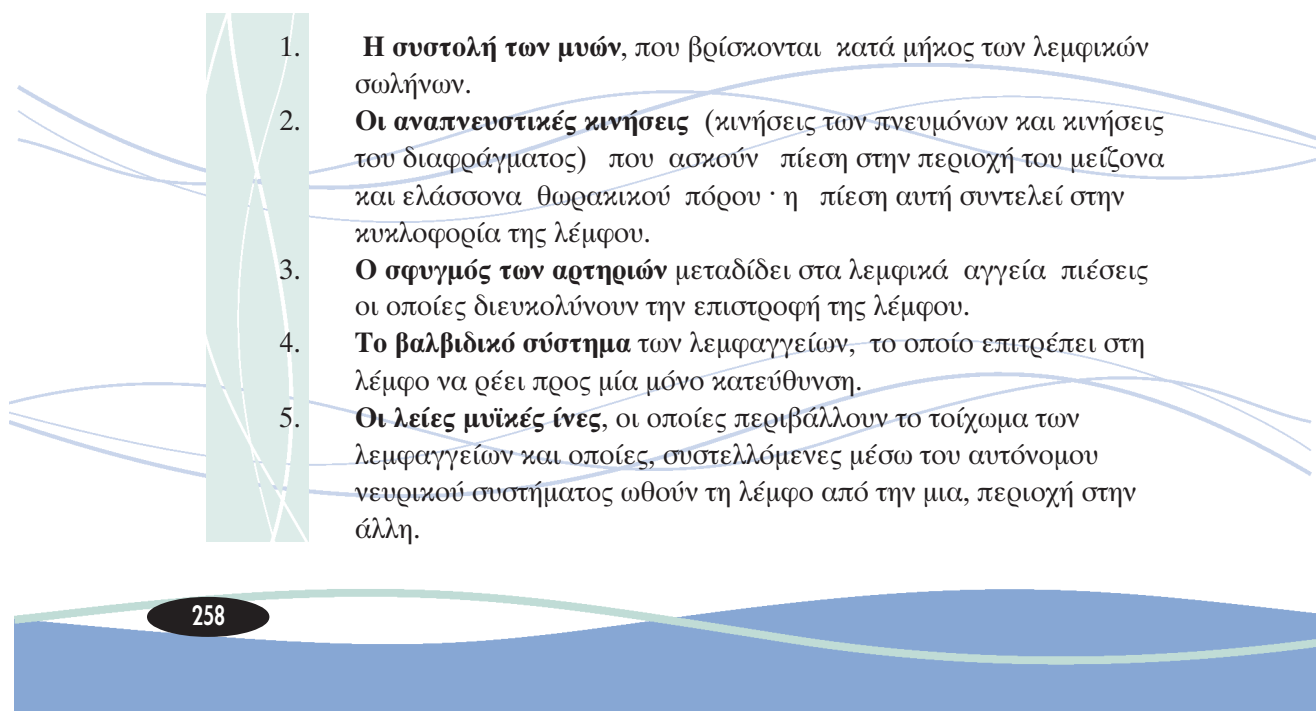 1. Η συστολή των μυών, που βρίσκονται κατά μήκος των λεμφικών
σωλήνων.
2. Οι αναπνευστικές κινήσεις (κινήσεις των πνευμόνων και κινήσεις
του διαφράγματος) που ασκούν πίεση στην περιοχή του μείζονα
και ελάσσονα θωρακικού πόρου · η πίεση αυτή συντελεί στην
κυκλοφορία της λέμφου.
3. Ο σφυγμός των αρτηριών μεταδίδει στα λεμφικά αγγεία πιέσεις
οι οποίες διευκολύνουν την επιστροφή της λέμφου.
4. Το βαλβιδικό σύστημα των λεμφαγγείων, το οποίο επιτρέπει στη
λέμφο να ρέει προς μία μόνο κατεύθυνση.
5. Οι λείες μυϊκές ίνες, οι οποίες περιβάλλουν το τοίχωμα των
λεμφαγγείων και οποίες, συστελλόμενες μέσω του αυτόνομου
νευρικού συστήματος ωθούν τη λέμφο από την μια, περιοχή στην
άλλη.
258